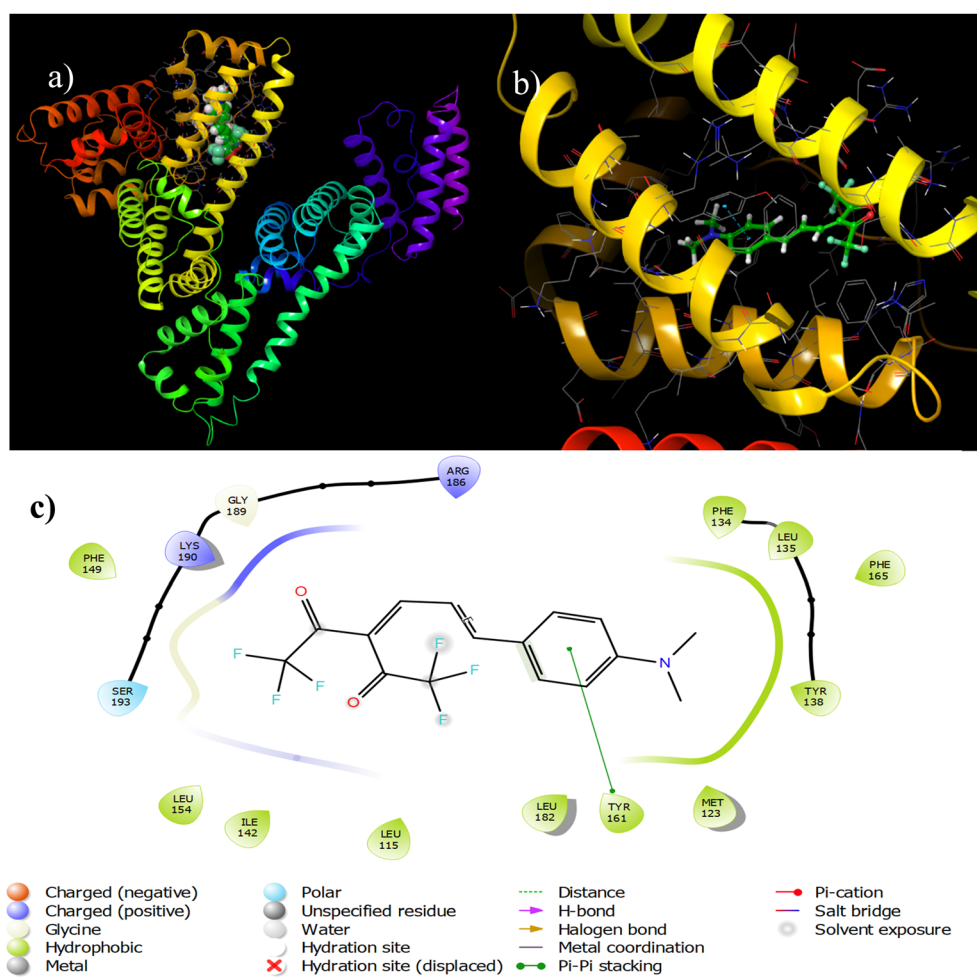 a)
b)
c)
ARG
186
GLY
189
LYS
190
PHE
149
PHE
134
LEU
135
PHE
165
SER
193
TYR
138
O
F
F
F
O
F
F
F
N
LEU
154
ILE
142
LEU
115
LEU
182
TYR
161
MET
123
Charged (negative)
Charged (positive)
Glycine
Hydrophobic
Metal
Polar
Unspecified residue
Water
Hydration site
Hydration site (displaced)
Distance
H-bond
Halogen bond
Metal coordination
Pi-Pi stacking
Pi-cation
Salt bridge
Solvent exposure